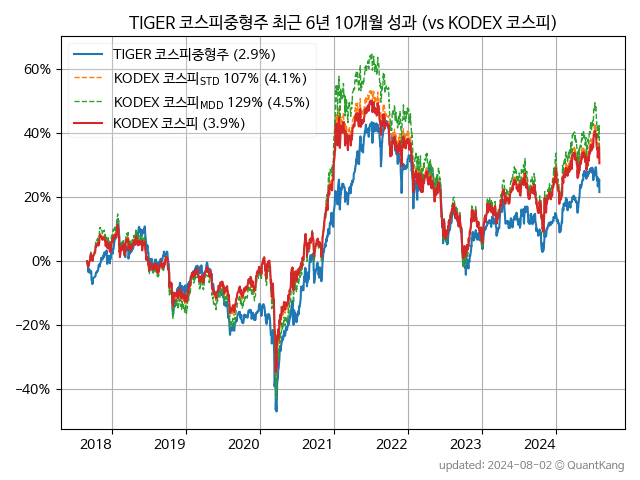 TIGER 코스피중형주 최근 6년 10개월 성과 (vs KODEX 코스피)
TIGER 코스피중형주 (2.9%)
KODEX 코스피STD 107% (4.1%)
KODEX 코스피MDD 129% (4.5%)
KODEX 코스피 (3.9%)
60%
40%
20%
0%
−20%
−40%
2018 2019 2020 2021 2022 2023 2024
updated: 2024-08-02 © QuantKang